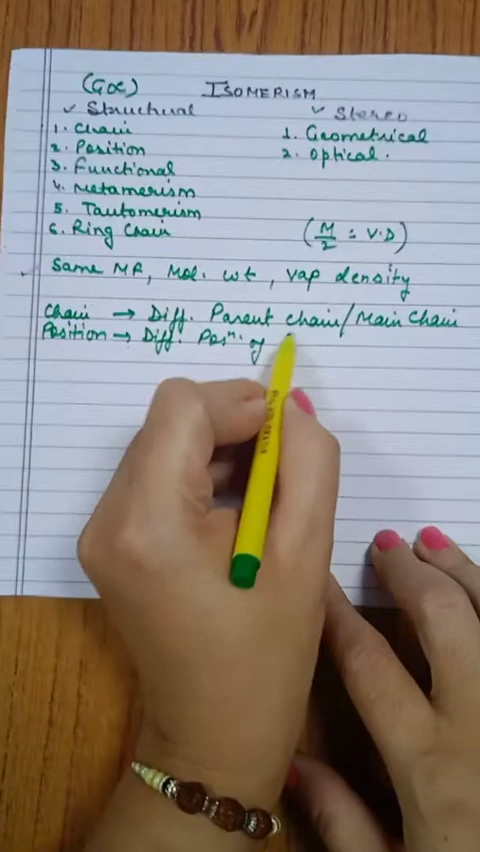 (GOC) ISOMERISM
✓ Structural ✓ Stereo
1. Chain 1. Geometrical
2. Position 2. Optical.
3. Functional
4. Metamerism
5. Tautomerism
6. Ring Chain (M/2 = V.D)
Same MF, Mol. wt, Vap density
Chain → Diff. Parent chain/Main Chain
Position → Diff. Posn. of